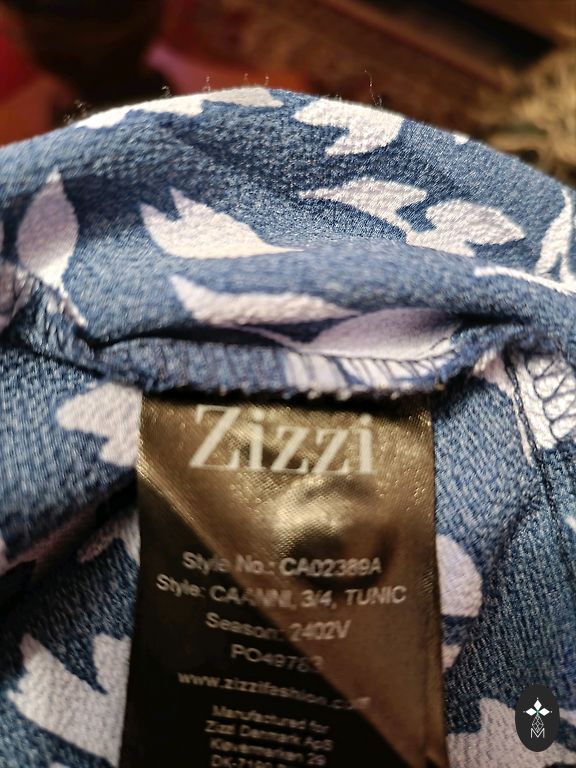 Zizzi
Style No.: CA02389A
Style: CAANNI, 3/4, TUNIC
Season: 2402V
PO49783
www.zizzifashion.com
Manufactured for
Zizzi Denmark ApS